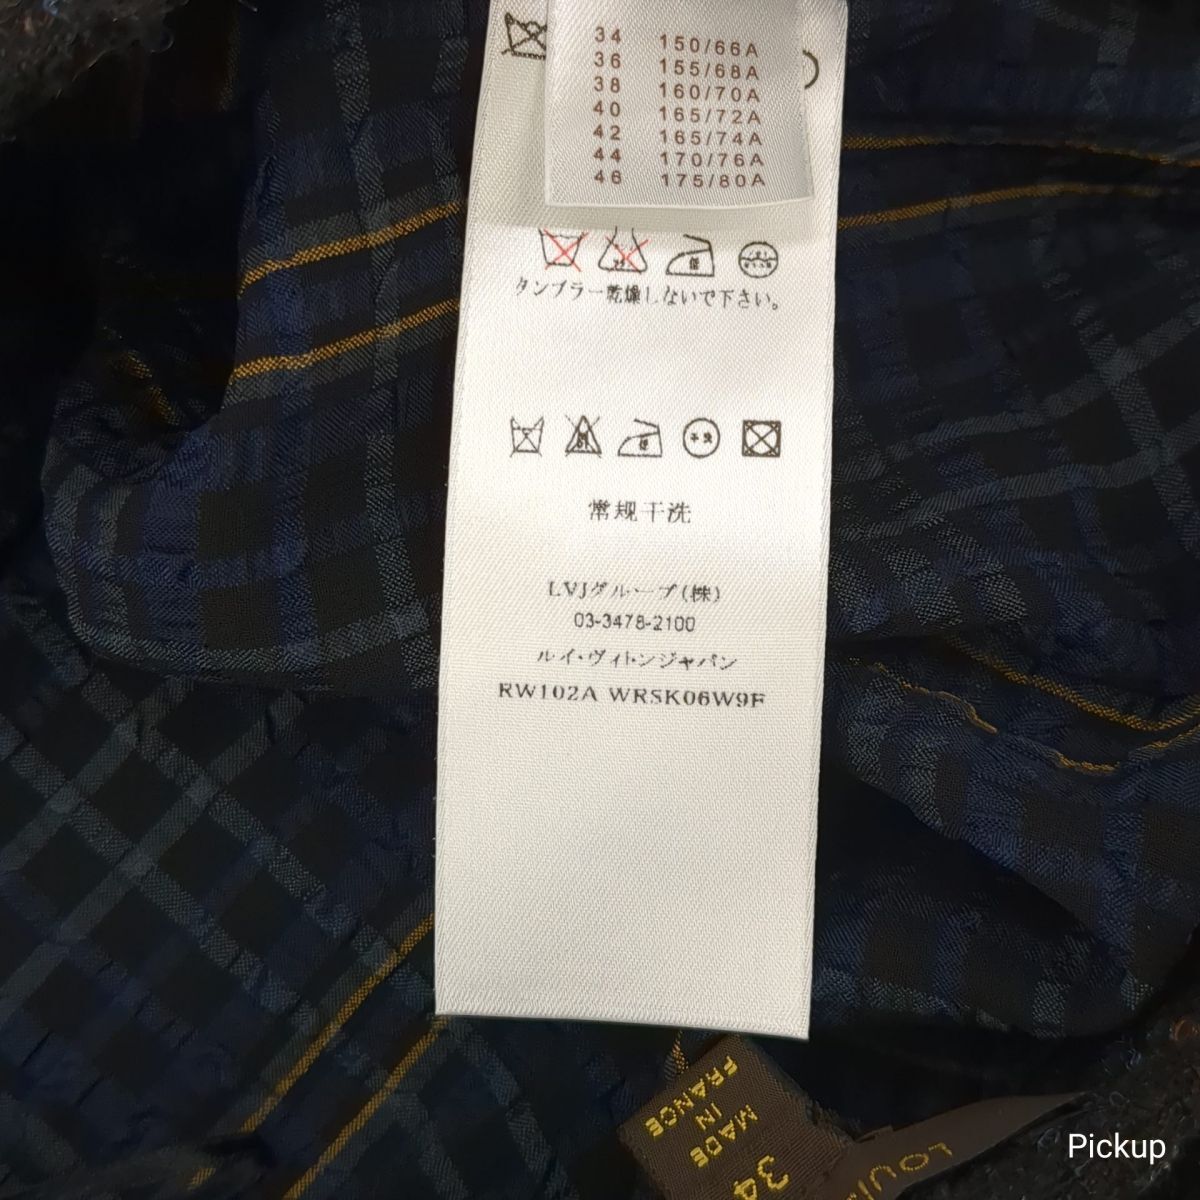 34 150/66A
36 155/68A
38 160/70A
40 165/72A
42 165/74A
44 170/76A
46 175/80A
タンブラー乾燥しないで下さい。
常规干洗
LVJグループ(株)
03-3478-2100
ルイ・ヴィトンジャパン
RW102A WRSK06W9F
MADE
IN
FRANCE
34
LOUI
Pickup